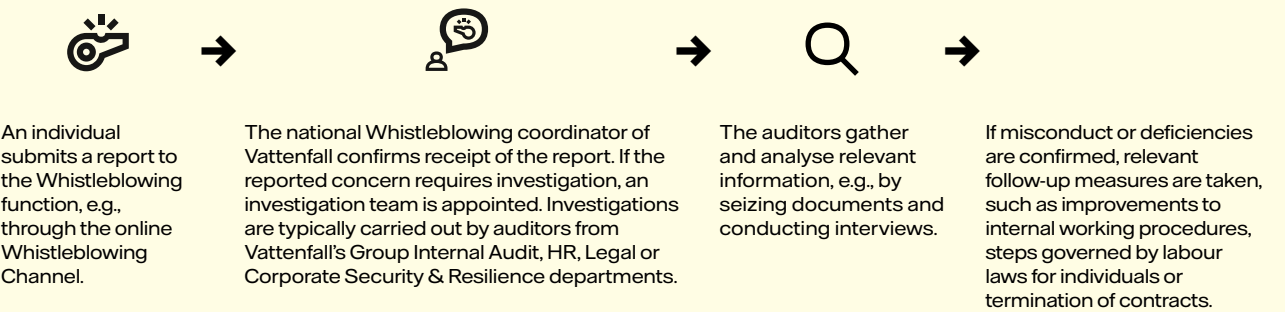 An individual
submits a report to
the Whistleblowing
function, e.g.,
through the online
Whistleblowing
Channel.
The national Whistleblowing coordinator of
Vattenfall confirms receipt of the report. If the
reported concern requires investigation, an
investigation team is appointed. Investigations
are typically carried out by auditors from
Vattenfall's Group Internal Audit, HR, Legal or
Corporate Security & Resilience departments.
The auditors gather
and analyse relevant
information, e.g., by
seizing documents and
conducting interviews.
If misconduct or deficiencies
are confirmed, relevant
follow-up measures are taken,
such as improvements to
internal working procedures,
steps governed by labour
laws for individuals or
termination of contracts.